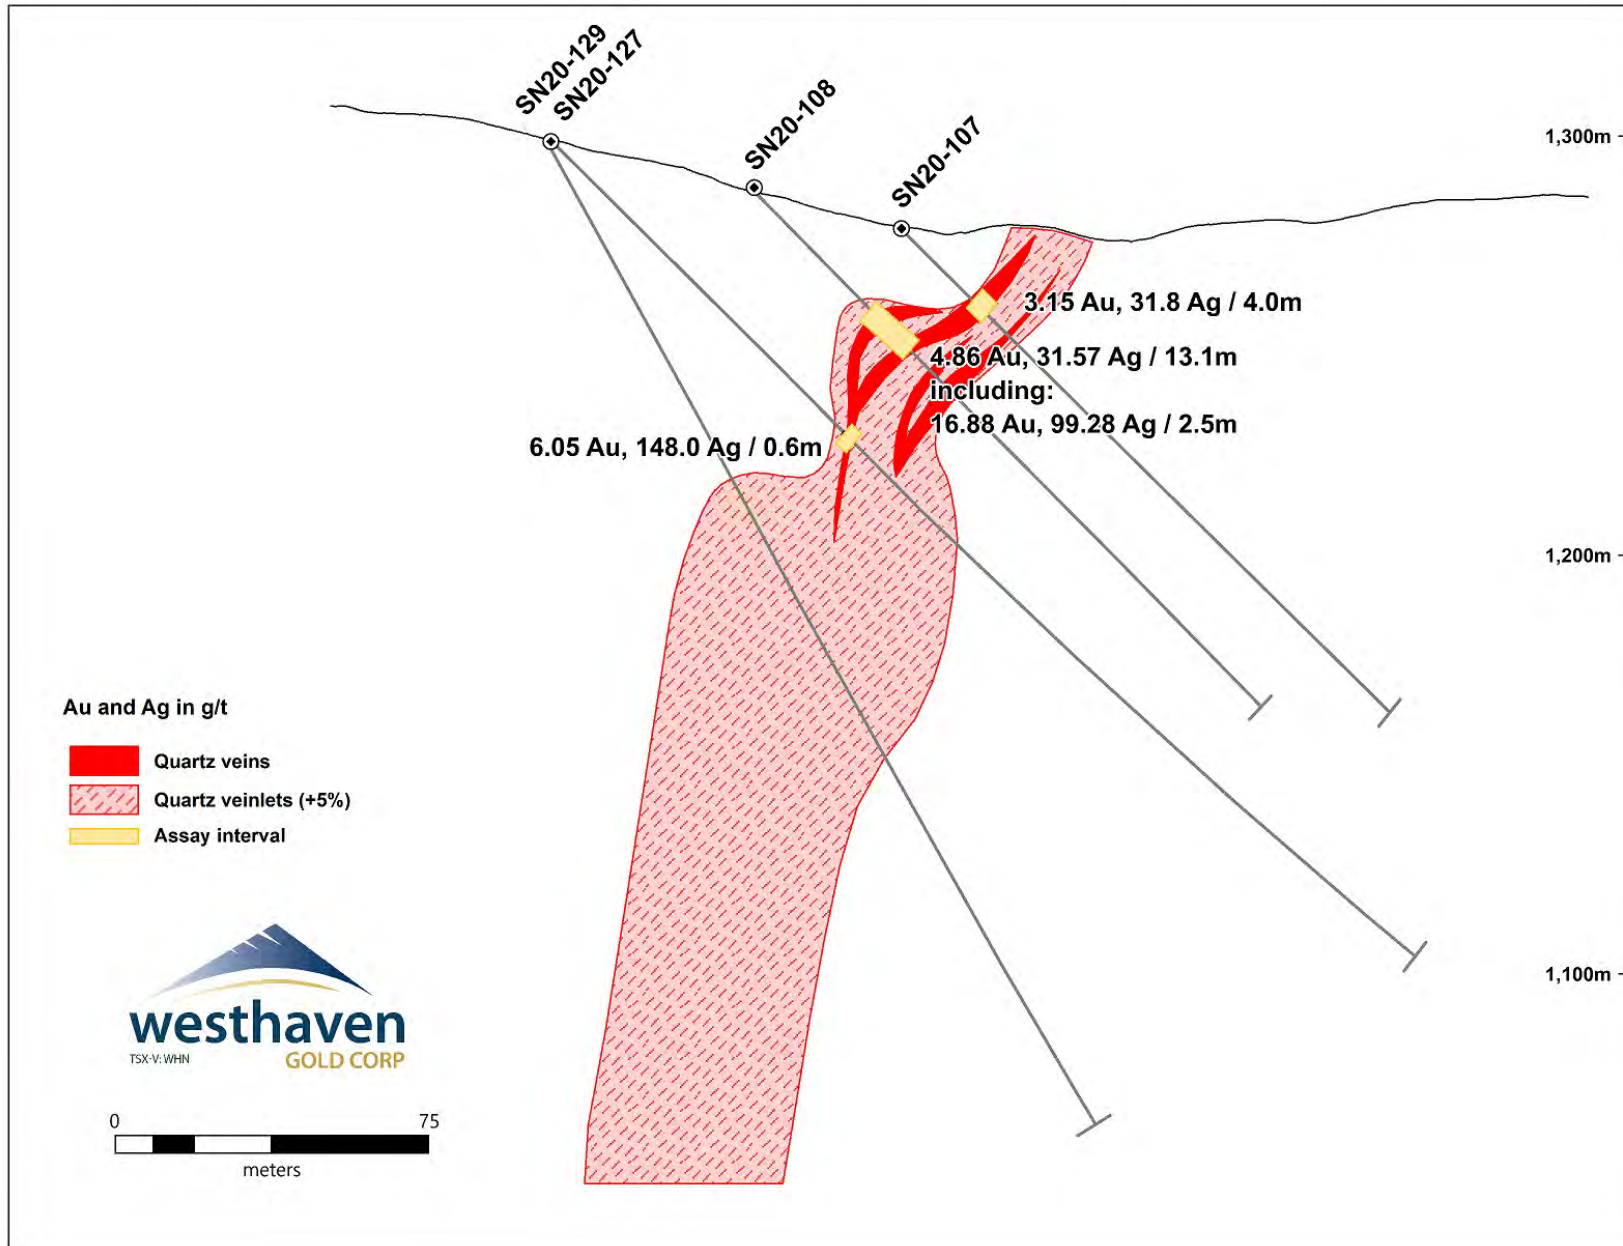 SN20-129
SN20-127
SN20-108
SN20-107
1,300m
3.15 Au, 31.8 Ag / 4.0m
4.86 Au, 31.57 Ag / 13.1m
including:
16.88 Au, 99.28 Ag / 2.5m
6.05 Au, 148.0 Ag / 0.6m
1,200m
Au and Ag in g/t
Quartz veins
Quartz veinlets (+5%)
Assay interval
1,100m
westhaven
TSX-V: WHN
GOLD CORP
0 75
meters